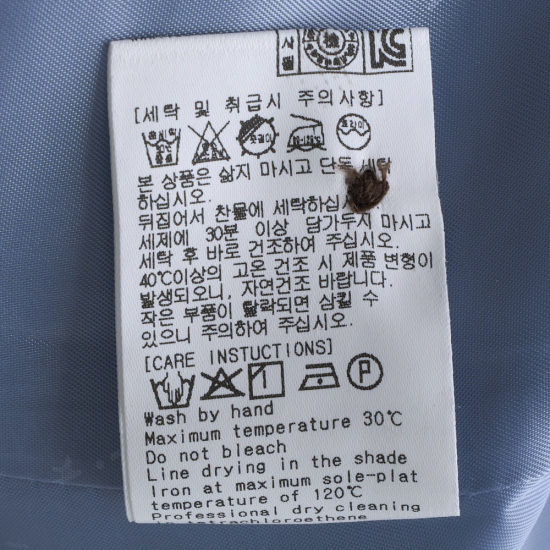 [세탁 및 취급시 주의사항]
본 상품은 삶지 마시고 단독 세탁
하십시오.
뒤집어서 찬물에 세탁하십시오.
세제에 30분 이상 담가두지 마시고
세탁 후 바로 건조하여 주십시오.
40℃이상의 고온 건조 시 제품 변형이
발생되오니, 자연건조 바랍니다.
작은 부품이 탈락되면 삼킬 수
있으니 주의하여 주십시오.
[CARE INSTUCTIONS]
P
Wash by hand
Maximum temperature 30℃
Do not bleach
Line drying in the shade
Iron at maximum sole-plat
temperature of 120℃
Professional dry cleaning